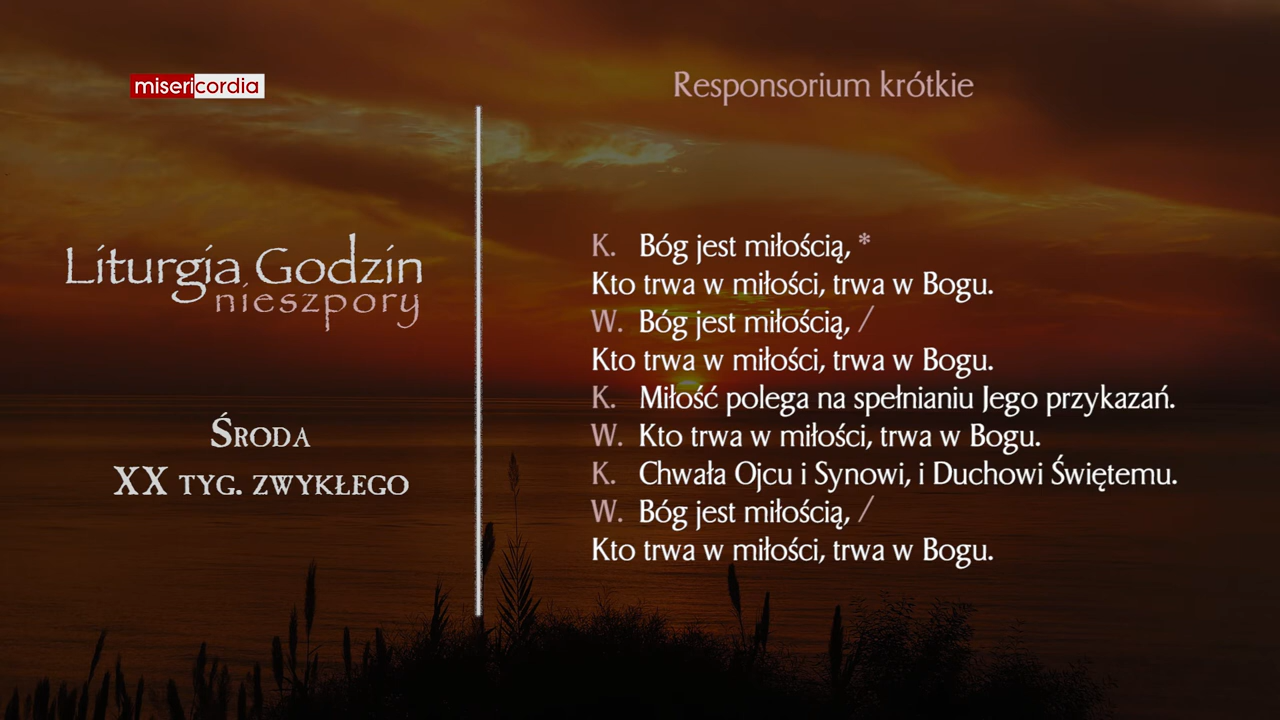 misericordia
Responsorium krótkie
Liturgia Godzin
nieszpory
Środa
XX tyg. zwykłego
K. Bóg jest miłością, *
Kto trwa w miłości, trwa w Bogu.
W. Bóg jest miłością, /
Kto trwa w miłości, trwa w Bogu.
K. Miłość polega na spełnianiu Jego przykazań.
W. Kto trwa w miłości, trwa w Bogu.
K. Chwała Ojcu i Synowi, i Duchowi Świętemu.
W. Bóg jest miłością, /
Kto trwa w miłości, trwa w Bogu.